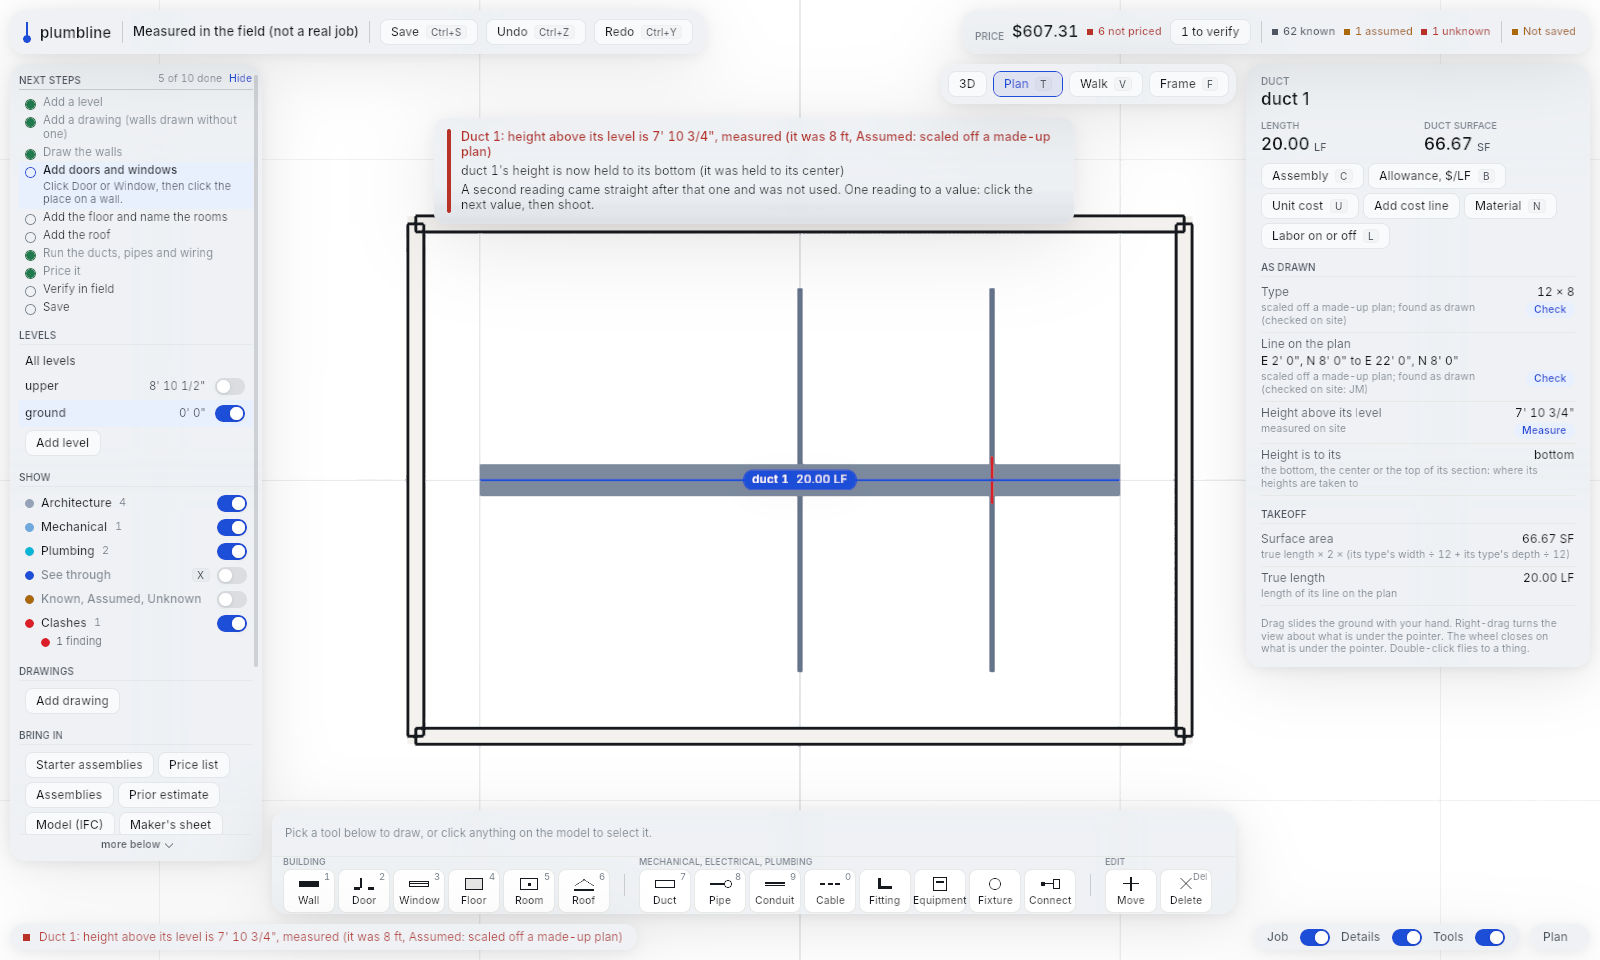 plumbline
Measured in the field (not a real job)
Save Ctrl+S
Undo Ctrl+Z
Redo Ctrl+Y
PRICE $607.31
6 not priced
1 to verify
62 known
1 assumed
1 unknown
Not saved
3D
Plan T
Walk V
Frame F
NEXT STEPS 5 of 10 done Hide
Add a level
Add a drawing (walls drawn without
one)
Draw the walls
Add doors and windows
Click Door or Window, then click the
place on a wall.
Add the floor and name the rooms
Add the roof
Run the ducts, pipes and wiring
Price it
Verify in field
Save
LEVELS
All levels
upper 8' 10 1/2"
ground 0' 0"
Add level
SHOW
Architecture 4
Mechanical 1
Plumbing 2
See through X
Known, Assumed, Unknown
Clashes 1
1 finding
DRAWINGS
Add drawing
BRING IN
Starter assemblies Price list
Assemblies Prior estimate
Model (IFC) Maker's sheet
more below
Duct 1: height above its level is 7' 10 3/4", measured (it was 8 ft, Assumed: scaled off a made-up
plan)
duct 1's height is now held to its bottom (it was held to its center)
A second reading came straight after that one and was not used. One reading to a value: click the
next value, then shoot.
duct 1 20.00 LF
DUCT
duct 1
LENGTH DUCT SURFACE
20.00 LF 66.67 SF
Assembly C
Allowance, $/LF B
Unit cost U
Add cost line
Material N
Labor on or off L
AS DRAWN
Type 12 × 8
scaled off a made-up plan; found as drawn
(checked on site)
Check
Line on the plan
E 2' 0", N 8' 0" to E 22' 0", N 8' 0"
scaled off a made-up plan; found as drawn
(checked on site: JM)
Check
Height above its level 7' 10 3/4"
measured on site Measure
Height is to its bottom
the bottom, the center or the top of its section: where its
heights are taken to
TAKEOFF
Surface area 66.67 SF
true length × 2 × (its type's width ÷ 12 + its type's depth ÷ 12)
True length 20.00 LF
length of its line on the plan
Drag slides the ground with your hand. Right-drag turns the
view about what is under the pointer. The wheel closes on
what is under the pointer. Double-click flies to a thing.
Pick a tool below to draw, or click anything on the model to select it.
BUILDING
MECHANICAL, ELECTRICAL, PLUMBING
EDIT
1 2 3 4 5 6 7 8 9 0 Del
Wall Door Window Floor Room Roof Duct Pipe Conduit Cable Fitting Equipment Fixture Connect Move Delete
Duct 1: height above its level is 7' 10 3/4", measured (it was 8 ft, Assumed: scaled off a made-up plan)
Job Details Tools Plan